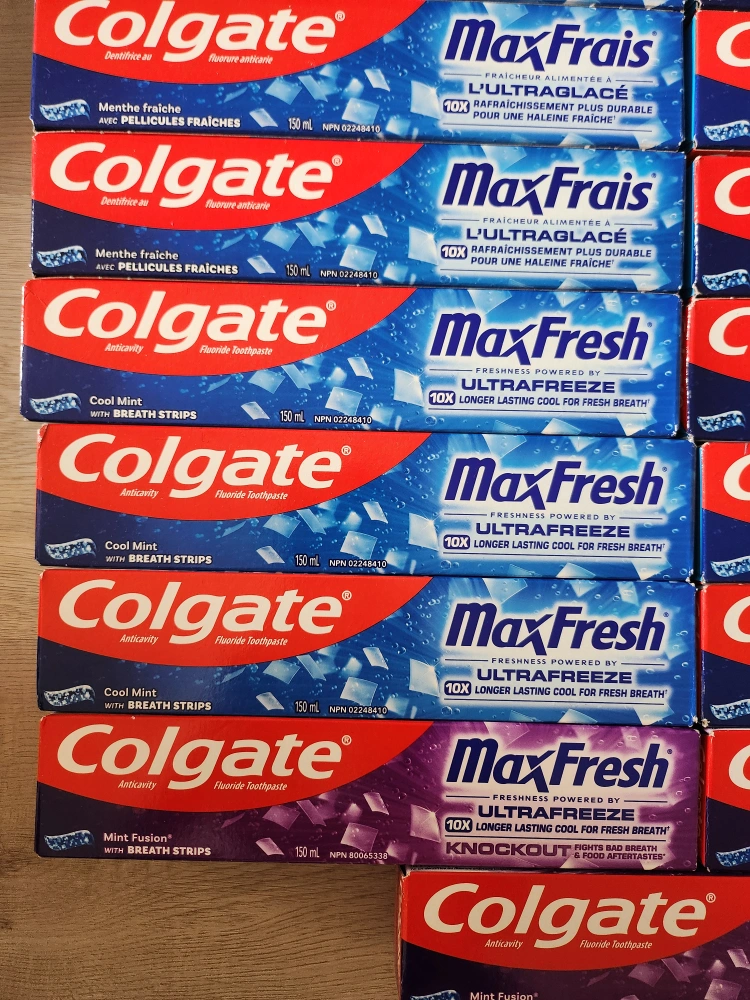 Colgate®
Dentifrice au Fluorure anticarie
MaxFrais®
FRAÎCHEUR ALIMENTÉE À
L'ULTRAGLACÉ
10X RAFRAÎCHISSEMENT PLUS DURABLE
POUR UNE HALEINE FRAÎCHE†
Menthe fraîche
AVEC PELLICULES FRAÎCHES
150 mL NPN 02248410
Colgate®
Dentifrice au Fluorure anticarie
MaxFrais®
FRAÎCHEUR ALIMENTÉE À
L'ULTRAGLACÉ
10X RAFRAÎCHISSEMENT PLUS DURABLE
POUR UNE HALEINE FRAÎCHE†
Menthe fraîche
AVEC PELLICULES FRAÎCHES
150 mL NPN 02248410
Colgate®
Anticavity Fluoride Toothpaste
MaxFresh®
FRESHNESS POWERED BY
ULTRAFREEZE
10X LONGER LASTING COOL FOR FRESH BREATH†
Cool Mint
WITH BREATH STRIPS
150 mL NPN 02248410
Colgate®
Anticavity Fluoride Toothpaste
MaxFresh®
FRESHNESS POWERED BY
ULTRAFREEZE
10X LONGER LASTING COOL FOR FRESH BREATH†
Cool Mint
WITH BREATH STRIPS
150 mL NPN 02248410
Colgate®
Anticavity Fluoride Toothpaste
MaxFresh®
FRESHNESS POWERED BY
ULTRAFREEZE
10X LONGER LASTING COOL FOR FRESH BREATH†
Cool Mint
WITH BREATH STRIPS
150 mL NPN 02248410
Colgate®
Anticavity Fluoride Toothpaste
MaxFresh®
FRESHNESS POWERED BY
ULTRAFREEZE
10X LONGER LASTING COOL FOR FRESH BREATH†
KNOCKOUT FIGHTS BAD BREATH
& FOOD AFTERTASTES*
Mint Fusion®
WITH BREATH STRIPS
150 mL NPN 80065338
Colgate®
Anticavity Fluoride Toothpaste
Mint Fusion®